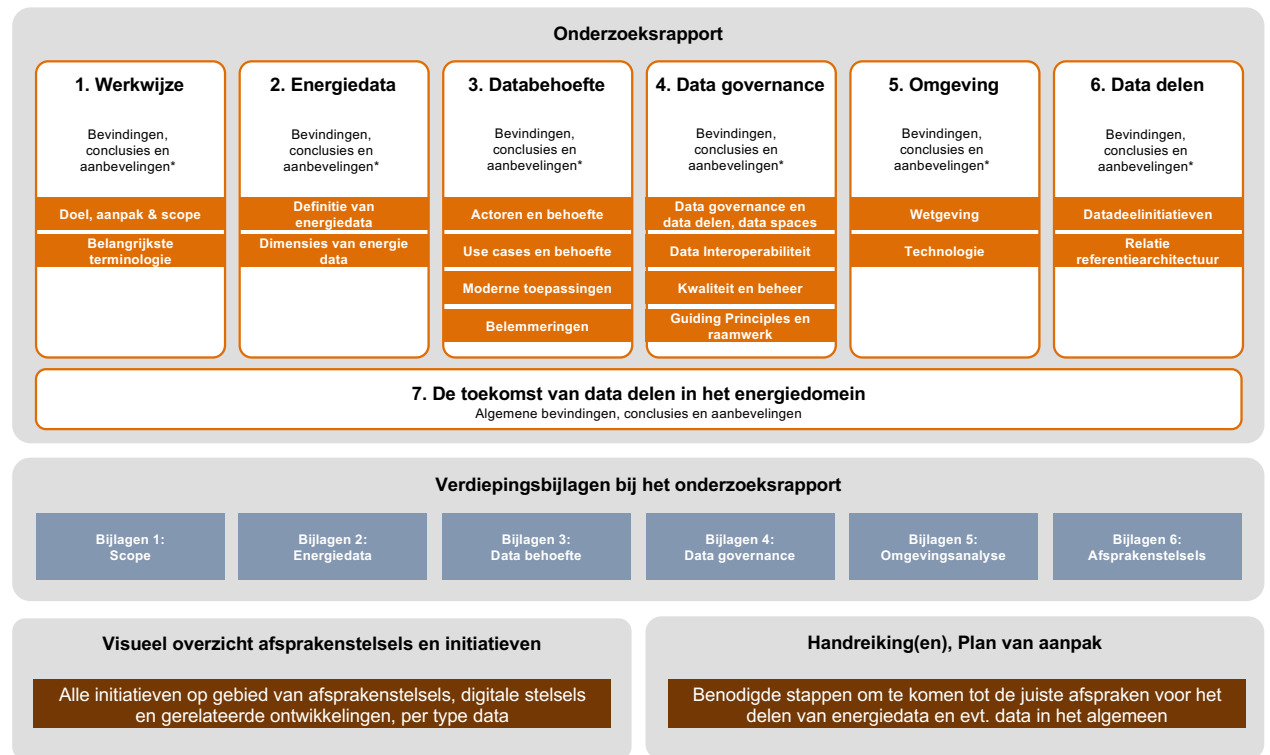 Onderzoeksrapport
1. Werkwijze
Bevindingen,
conclusies en
aanbevelingen*
Doel, aanpak & scope
Belangrijkste
terminologie
2. Energiedata
Bevindingen,
conclusies en
aanbevelingen*
Definitie van
energiedata
Dimensies van energie
data
3. Databehoefte
Bevindingen,
conclusies en
aanbevelingen*
Actoren en behoefte
Use cases en behoefte
Moderne toepassingen
Belemmeringen
4. Data governance
Bevindingen,
conclusies en
aanbevelingen*
Data governance en
data delen, data spaces
Data Interoperabiliteit
Kwaliteit en beheer
Guiding Principles en
raamwerk
5. Omgeving
Bevindingen,
conclusies en
aanbevelingen*
Wetgeving
Technologie
6. Data delen
Bevindingen,
conclusies en
aanbevelingen*
Datadeelinitiatieven
Relatie
referentiearchitectuur
7. De toekomst van data delen in het energiedomein
Algemene bevindingen, conclusies en aanbevelingen
Verdiepingsbijlagen bij het onderzoeksrapport
Bijlagen 1:
Scope
Bijlagen 2:
Energiedata
Bijlagen 3:
Data behoefte
Bijlagen 4:
Data governance
Bijlagen 5:
Omgevingsanalyse
Bijlagen 6:
Afsprakenstelsels
Visueel overzicht afsprakenstelsels en initiatieven
Alle initiatieven op gebied van afsprakenstelsels, digitale stelsels
en gerelateerde ontwikkelingen, per type data
Handreiking(en), Plan van aanpak
Benodigde stappen om te komen tot de juiste afspraken voor het
delen van energiedata en evt. data in het algemeen